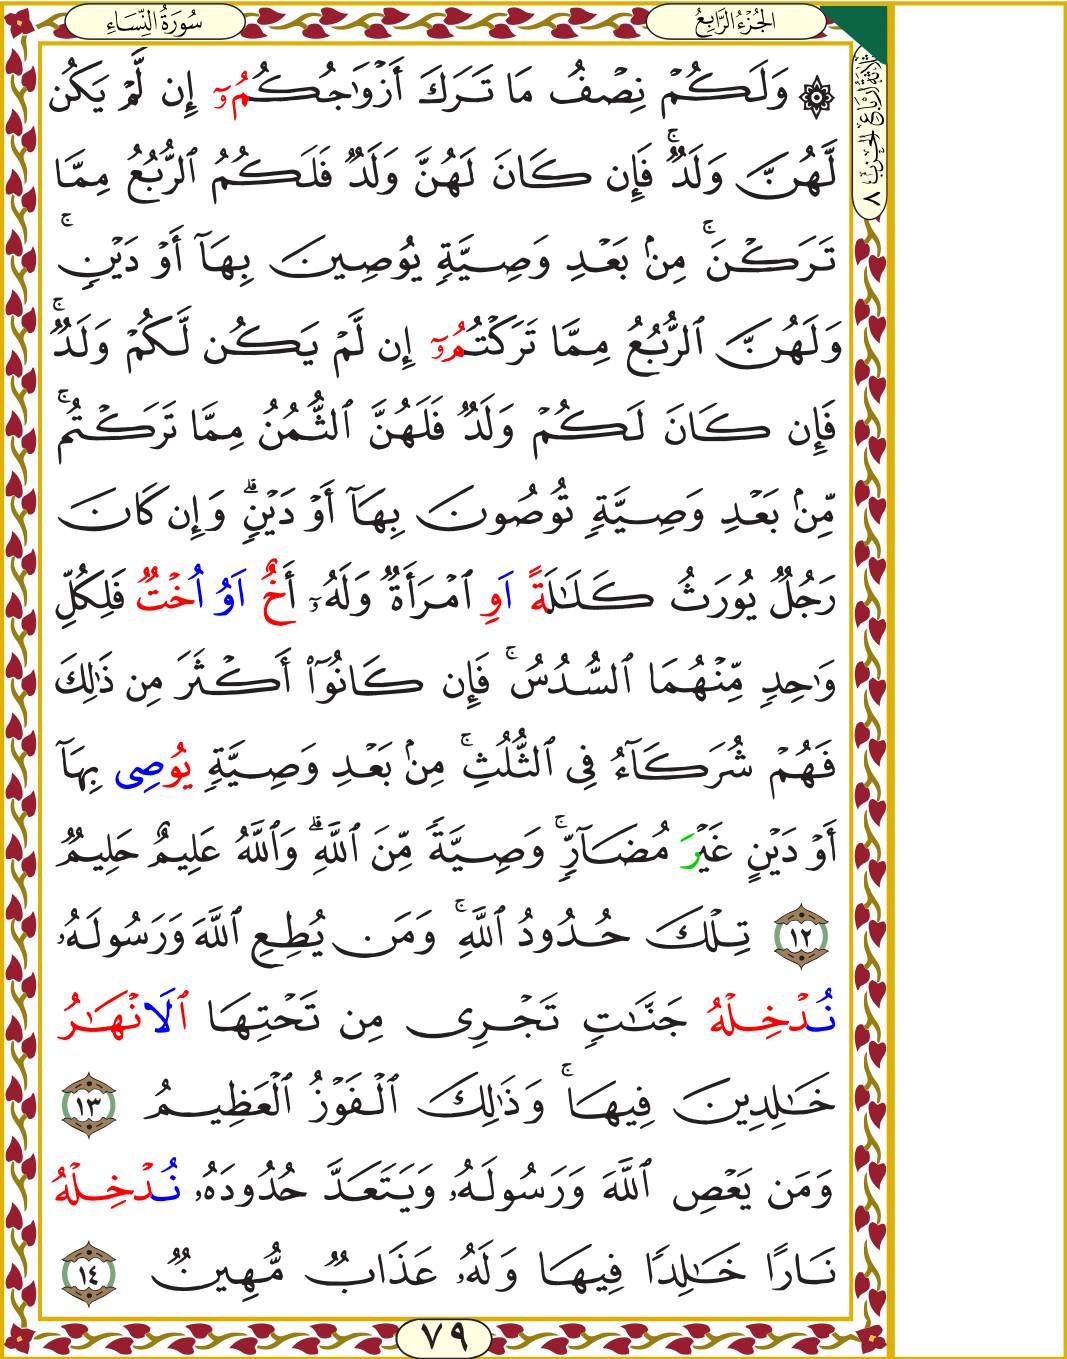 سُورَةُ النِّسَاءِ
الجُزْءُ الرَّابِعُ
ثَلَاثَةُ أَرْبَاعِ الحِزْبِ ٨
۞ وَلَكُمۡ نِصۡفُ مَا تَرَكَ أَزۡوَٰجُكُمُۥٓ إِن لَّمۡ يَكُن
لَّهُنَّ وَلَدٞۚ فَإِن كَانَ لَهُنَّ وَلَدٞ فَلَكُمُ ٱلرُّبُعُ مِمَّا
تَرَكۡنَۚ مِنۢ بَعۡدِ وَصِيَّةٖ يُوصِينَ بِهَآ أَوۡ دَيۡنٖۚ
وَلَهُنَّ ٱلرُّبُعُ مِمَّا تَرَكۡتُمُۥٓ إِن لَّمۡ يَكُن لَّكُمۡ وَلَدٞۚ
فَإِن كَانَ لَكُمۡ وَلَدٞ فَلَهُنَّ ٱلثُّمُنُ مِمَّا تَرَكۡتُمۚ
مِّنۢ بَعۡدِ وَصِيَّةٖ تُوصُونَ بِهَآ أَوۡ دَيۡنٖۗ وَإِن كَانَ
رَجُلٞ يُورَثُ كَلَٰلَةً اَوِ ٱمۡرَأَةٞ وَلَهُۥٓ أَخٌ اَوُ اُخۡتٞ فَلِكُلِّ
وَٰحِدٖ مِّنۡهُمَا ٱلسُّدُسُۚ فَإِن كَانُوٓاْ أَكۡثَرَ مِن ذَٰلِكَ
فَهُمۡ شُرَكَآءُ فِي ٱلثُّلُثِۚ مِنۢ بَعۡدِ وَصِيَّةٖ يُوصِي بِهَآ
أَوۡ دَيۡنٍ غَيۡرَ مُضَآرّٖۚ وَصِيَّةٗ مِّنَ ٱللَّهِۗ وَٱللَّهُ عَلِيمٌ حَلِيمٞ
١٢ تِلۡكَ حُدُودُ ٱللَّهِۚ وَمَن يُطِعِ ٱللَّهَ وَرَسُولَهُۥ
نُدۡخِلۡهُ جَنَّٰتٖ تَجۡرِي مِن تَحۡتِهَا ٱلَانۡهَٰرُ
خَٰلِدِينَ فِيهَاۚ وَذَٰلِكَ ٱلۡفَوۡزُ ٱلۡعَظِيمُ ١٣
وَمَن يَعۡصِ ٱللَّهَ وَرَسُولَهُۥ وَيَتَعَدَّ حُدُودَهُۥ نُدۡخِلۡهُ
نَارًا خَٰلِدٗا فِيهَا وَلَهُۥ عَذَابٞ مُّهِينٞ ١٤
٧٩